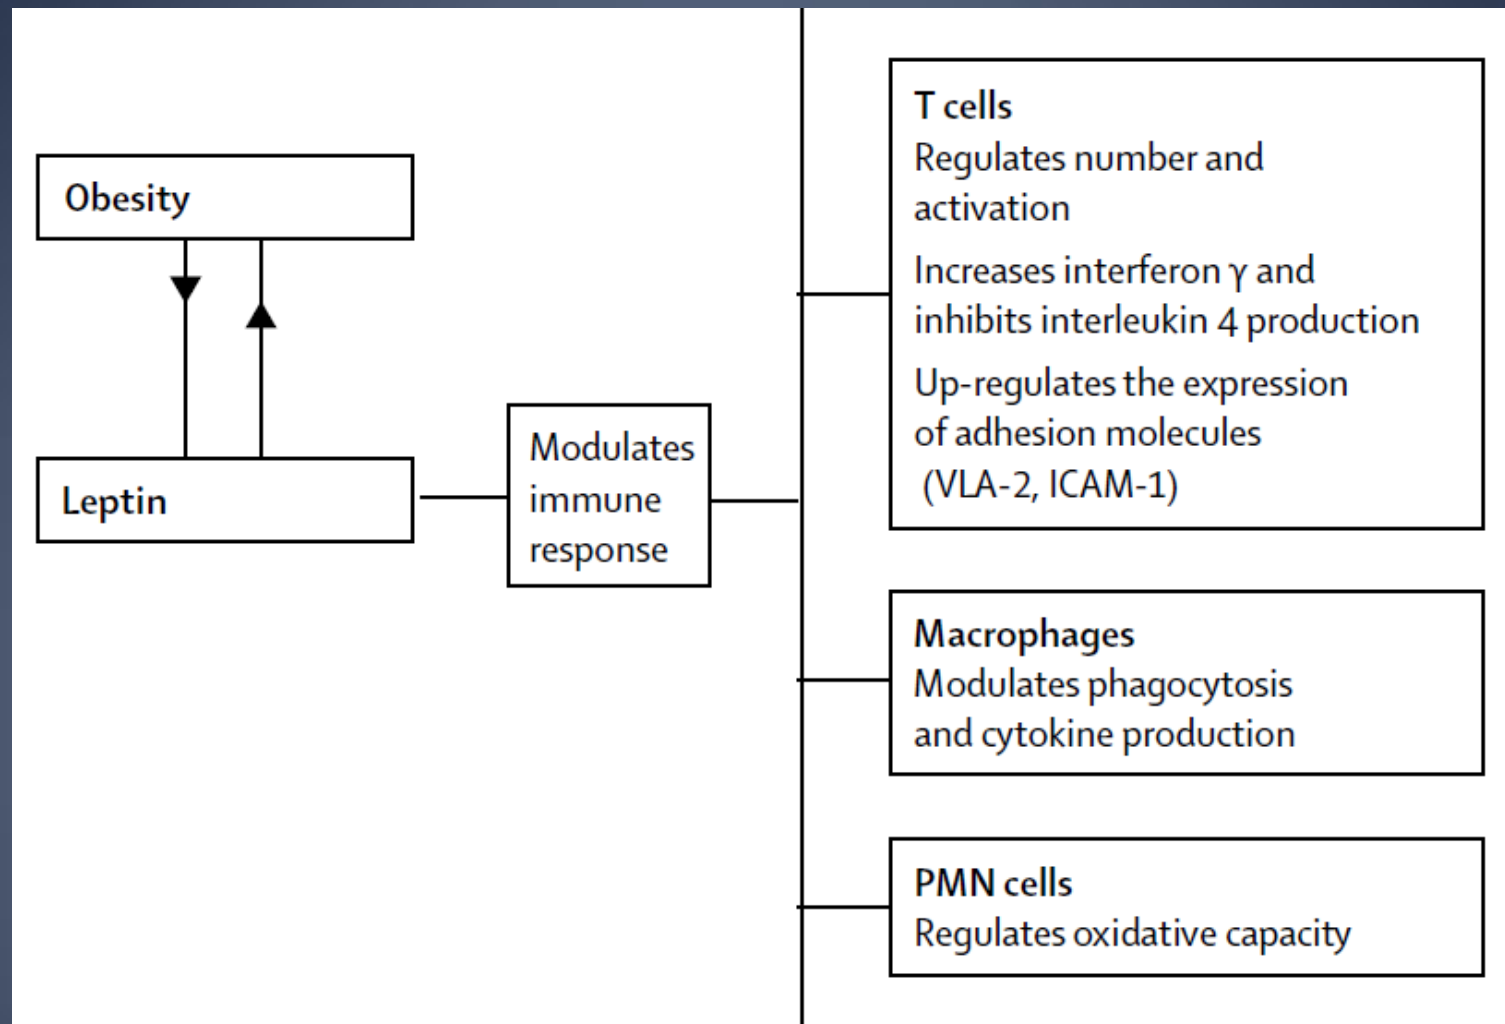 Obesity
Leptin
Modulates
immune
response
T cells
Regulates number and
activation
Increases interferon γ and
inhibits interleukin 4 production
Up-regulates the expression
of adhesion molecules
(VLA-2, ICAM-1)
Macrophages
Modulates phagocytosis
and cytokine production
PMN cells
Regulates oxidative capacity